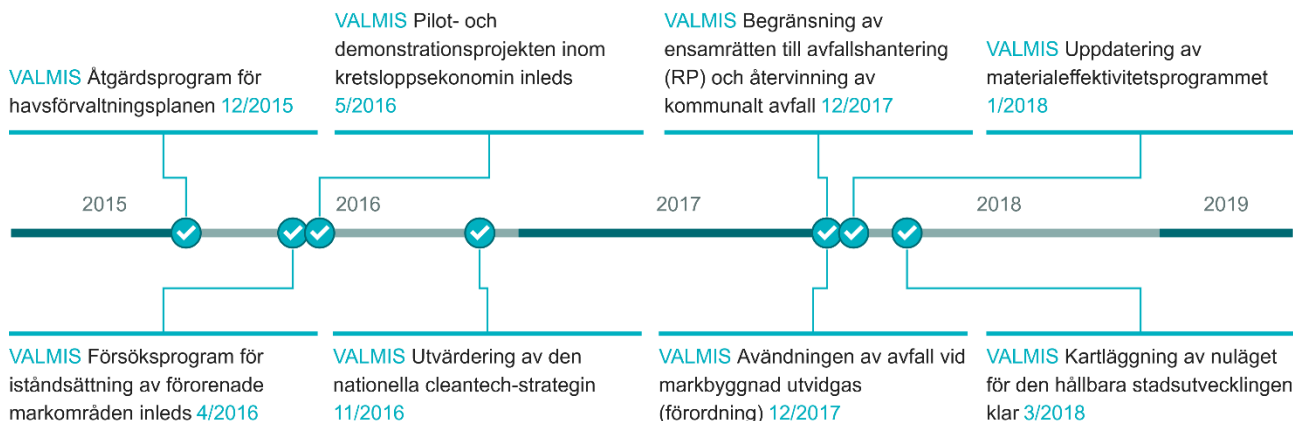 VALMIS Åtgärdsprogram för
havsförvaltningsplanen 12/2015
VALMIS Pilot- och
demonstrationsprojekten inom
kretsloppsekonomin inleds
5/2016
VALMIS Begränsning av
ensamrätten till avfallshantering
(RP) och återvinning av
kommunalt avfall 12/2017
VALMIS Uppdatering av
materialeffektivitetsprogrammet
1/2018
2015
2016
2017
2018
2019
VALMIS Försöksprogram för
iståndsättning av förorenade
markområden inleds 4/2016
VALMIS Utvärdering av den
nationella cleantech-strategin
11/2016
VALMIS Avändningen av avfall vid
markbyggnad utvidgas
(förordning) 12/2017
VALMIS Kartläggning av nuläget
för den hållbara stadsutvecklingen
klar 3/2018